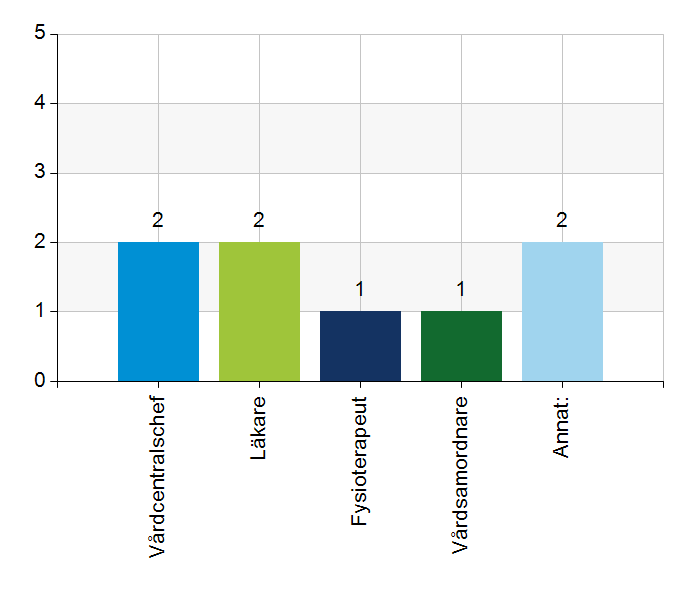 5
4
3
2
1
0
2
2
1
1
2
Vårdcentralschef
Läkare
Fysioterapeut
Vårdsamordnare
Annat: